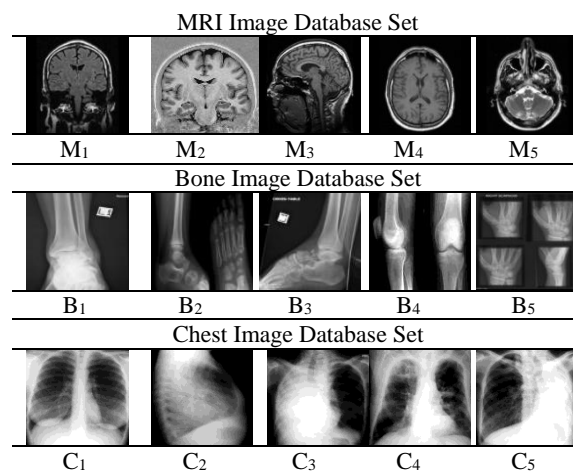 MRI Image Database Set
M₁ M₂ M₃ M₄ M₅
Bone Image Database Set
B₁ B₂ B₃ B₄ B₅
Chest Image Database Set
C₁ C₂ C₃ C₄ C₅